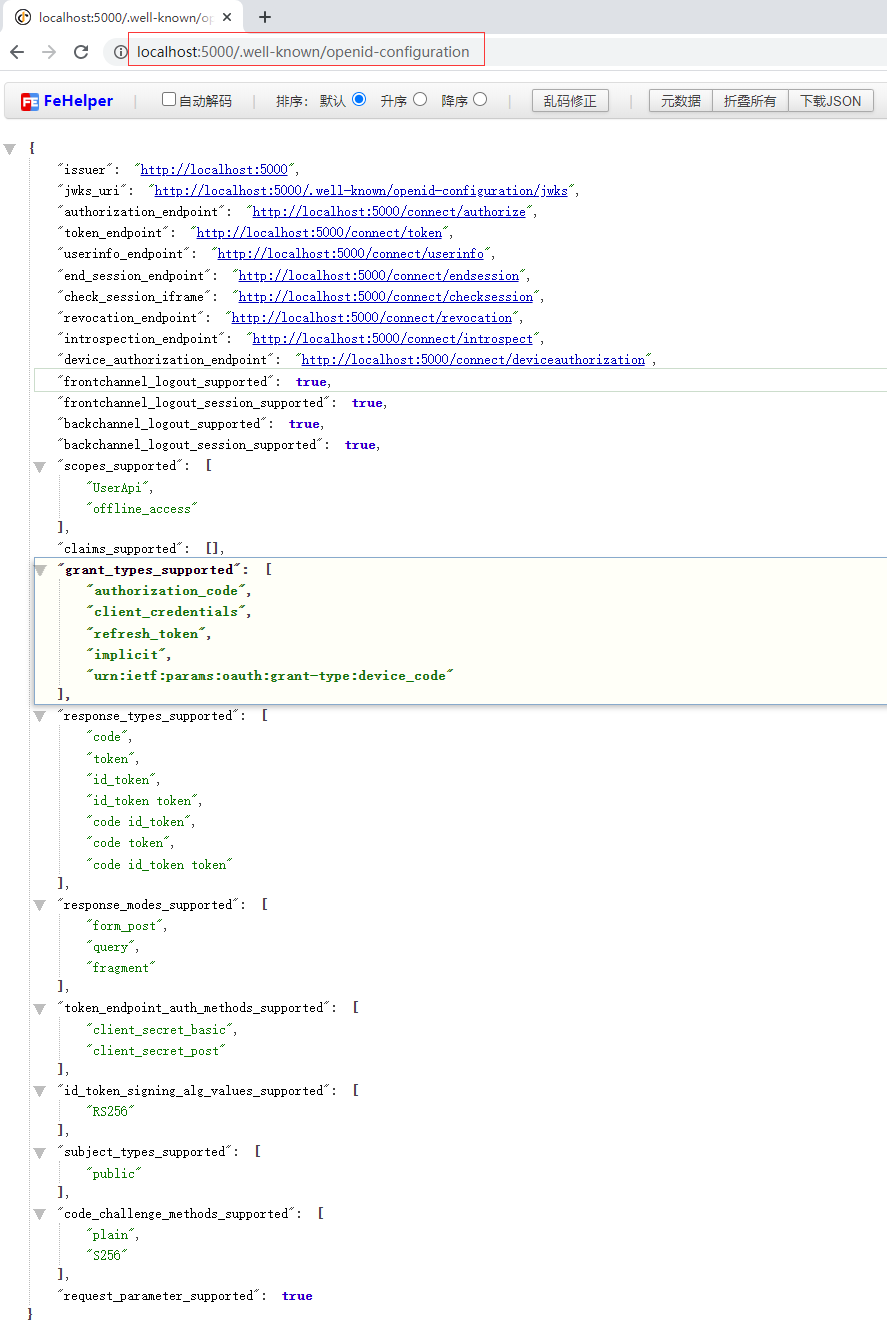 localhost:5000/.well-known/op
localhost:5000/.well-known/openid-configuration
FeHelper | 自动解码 | 排序: 默认 升序 降序 | 乱码修正 | 元数据 折叠所有 下载JSON
{
"issuer": "http://localhost:5000",
"jwks_uri": "http://localhost:5000/.well-known/openid-configuration/jwks",
"authorization_endpoint": "http://localhost:5000/connect/authorize",
"token_endpoint": "http://localhost:5000/connect/token",
"userinfo_endpoint": "http://localhost:5000/connect/userinfo",
"end_session_endpoint": "http://localhost:5000/connect/endsession",
"check_session_iframe": "http://localhost:5000/connect/checksession",
"revocation_endpoint": "http://localhost:5000/connect/revocation",
"introspection_endpoint": "http://localhost:5000/connect/introspect",
"device_authorization_endpoint": "http://localhost:5000/connect/deviceauthorization",
"frontchannel_logout_supported": true,
"frontchannel_logout_session_supported": true,
"backchannel_logout_supported": true,
"backchannel_logout_session_supported": true,
"scopes_supported": [
"UserApi",
"offline_access"
],
"claims_supported": [],
"grant_types_supported": [
"authorization_code",
"client_credentials",
"refresh_token",
"implicit",
"urn:ietf:params:oauth:grant-type:device_code"
],
"response_types_supported": [
"code",
"token",
"id_token",
"id_token token",
"code id_token",
"code token",
"code id_token token"
],
"response_modes_supported": [
"form_post",
"query",
"fragment"
],
"token_endpoint_auth_methods_supported": [
"client_secret_basic",
"client_secret_post"
],
"id_token_signing_alg_values_supported": [
"RS256"
],
"subject_types_supported": [
"public"
],
"code_challenge_methods_supported": [
"plain",
"S256"
],
"request_parameter_supported": true
}